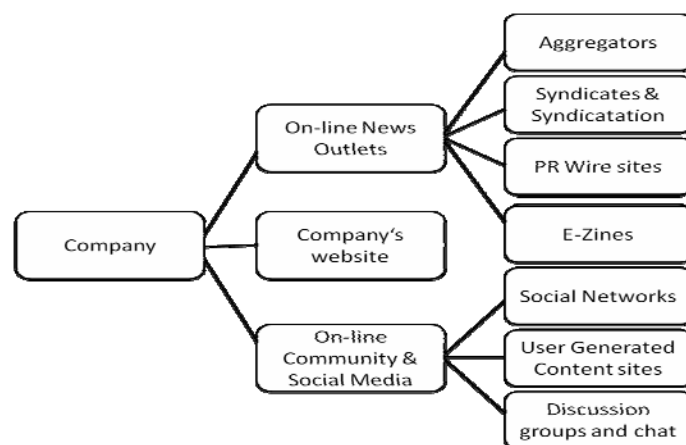 Aggregators
Syndicates &
Syndicatation
On-line News
Outlets
PR Wire sites
E-Zines
Company
Company's
website
Social Networks
On-line
Community &
Social Media
User Generated
Content sites
Discussion
groups and chat